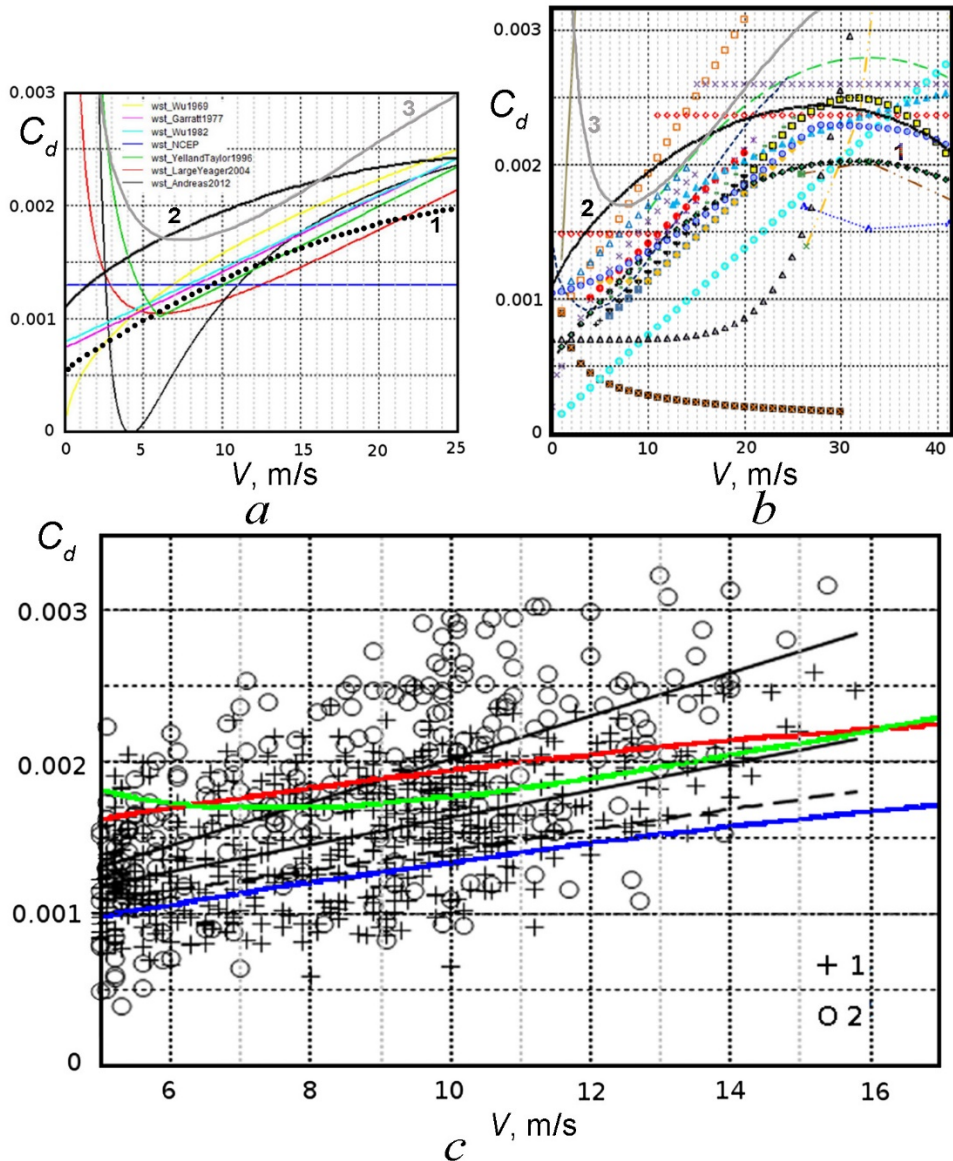 0.003
C_d
0.002
0.001
0
wst_Wu1969
wst_Garratt1977
wst_Wu1982
wst_NCEP
wst_YellandTaylor1996
wst_LargeYeager2004
wst_Andreas2012
3
2
1
0 5 10 15 20 25
V, m/s
a
0.003
C_d
0.002
0.001
0
3
2
1
0 10 20 30 40
V, m/s
b
C_d
0.003
0.002
0.001
0
+ 1
o 2
6 8 10 12 14 16
V, m/s
c